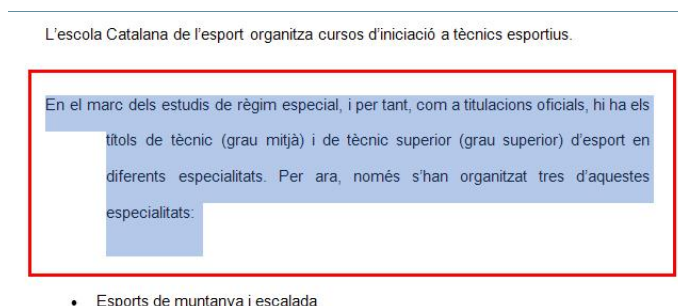 L'escola Catalana de l'esport organitza cursos d'iniciació a tècnics esportius.
En el marc dels estudis de règim especial, i per tant, com a titulacions oficials, hi ha els
títols de tècnic (grau mitjà) i de tècnic superior (grau superior) d'esport en
diferents especialitats. Per ara, només s'han organitzat tres d'aquestes
especialitats:
• Esports de muntanya i escalada